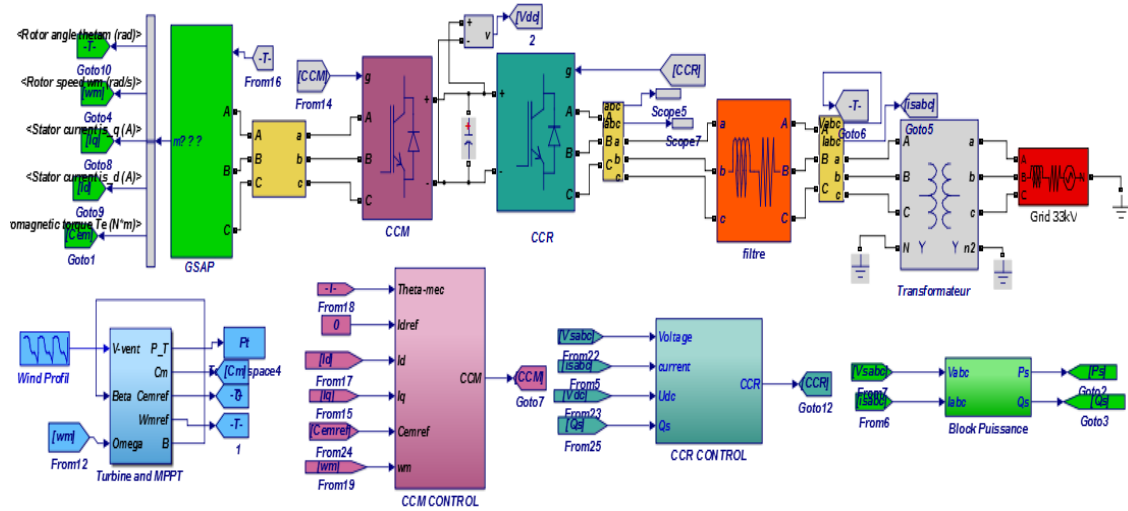 <Rotor angle thetam (rad)>
-T-
Goto10
<Rotor speed wm (rad/s)>
[wm]
Goto4
<Stator current is_q (A)>
[Iq]
Goto8
<Stator current is_d (A)>
[Id]
Goto9
romagnetic torque Te (N*m)>
[Cem]
Goto1
m???
A
B
C
GSAP
-T-
From16
A
B
C
a
b
c
[CCM]
From14
g
A
B
C
+
-
CCM
+
-
v
[Vdc]
2
+
g
+
-
A
B
C
CCR
[CCR]
abc
Iabc
A
B
C
a
b
c
Scope5
Scope7
a
b
c
A
B
C
filtre
-T-
Goto6
[isabc]
Goto5
Vabc
Iabc
A
B
C
a
b
c
A
B
C
N
Y
Y
a
b
c
n2
Transformateur
A
B
C
N
Grid 33kV
Wind Profil
V-vent
Beta
Omega
P_T
Cm
Cemref
Wmref
B
Turbine and MPPT
[wm]
From12
Pt
[Cm]
space4
-T-
-T-
1
-T-
From18
0
[Id]
From17
[Iq]
From15
[Cemref]
From24
[wm]
From19
Theta-mec
Idref
Id
Iq
Cemref
wm
CCM
CCM CONTROL
[CCM]
Goto7
[Vsabc]
From22
[isabc]
From5
[Vdc]
From23
[Qs]
From25
Voltage
current
Udc
Qs
CCR
CCR CONTROL
[CCR]
Goto12
[Vsabc]
From7
[isabc]
From6
Vabc
Iabc
Ps
Qs
Block Puissance
[Ps]
Goto2
[Qs]
Goto3